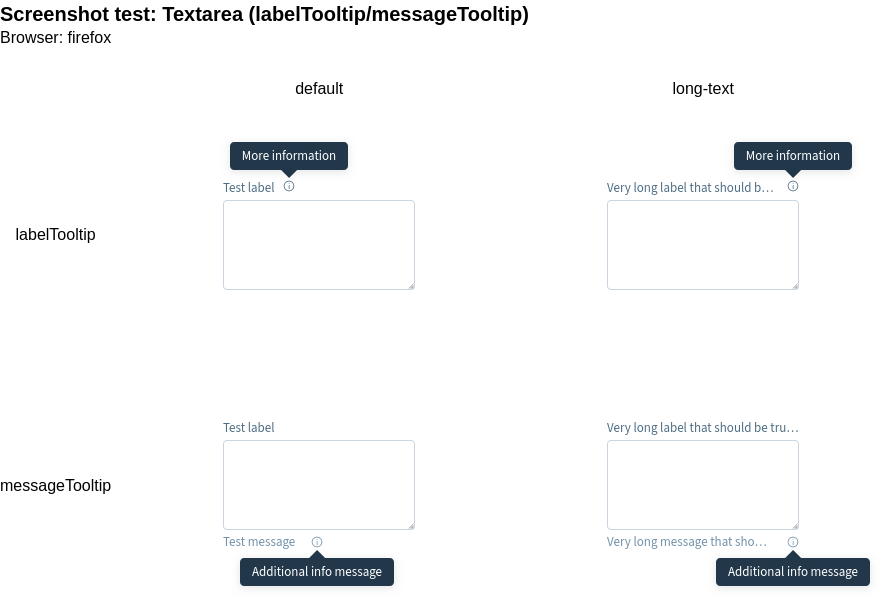 Screenshot test: Textarea (labelTooltip/messageTooltip)
Browser: firefox
default
long-text
More information
More information
Test label
Very long label that should b…
labelTooltip
Test label
Very long label that should be tru…
messageTooltip
Test message
Very long message that sho…
Additional info message
Additional info message